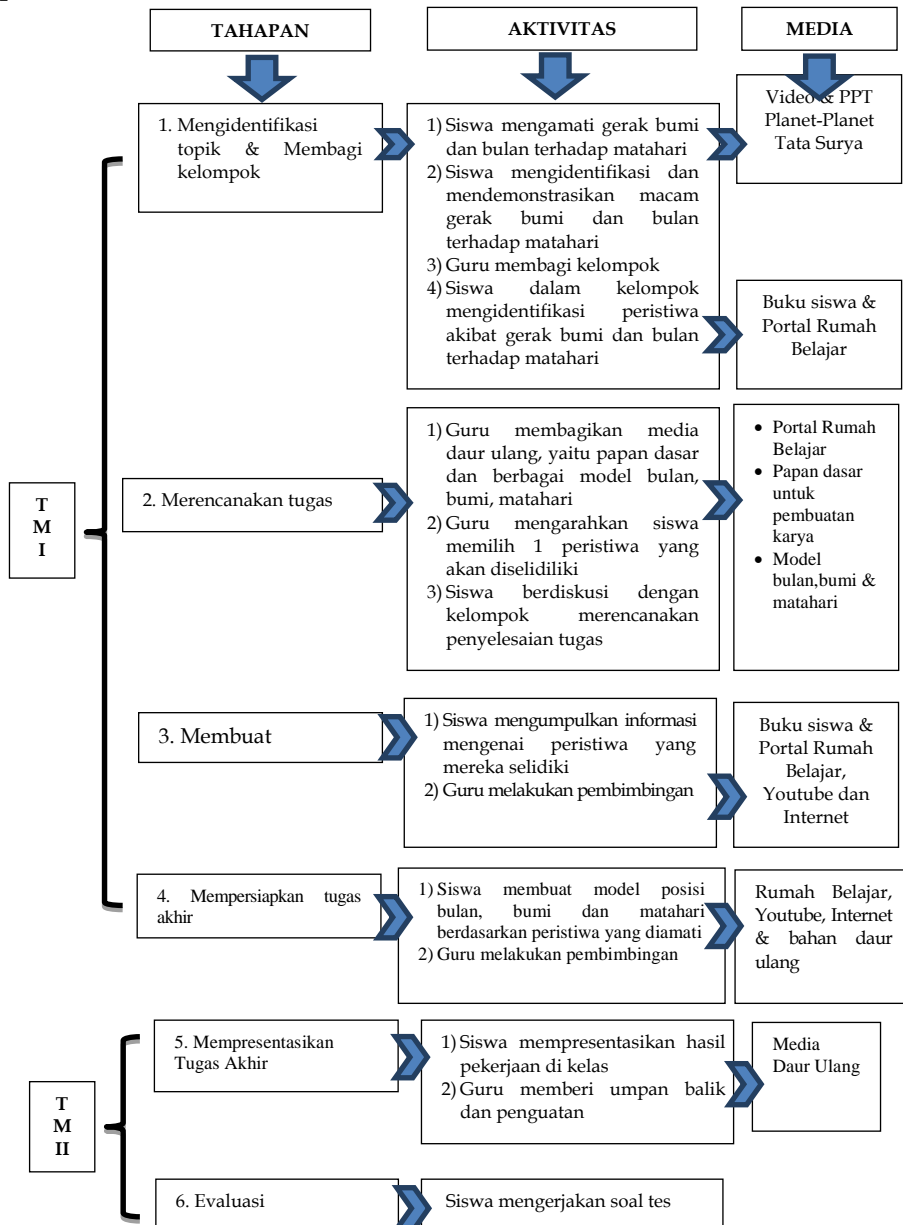 TAHAPAN
AKTIVITAS
MEDIA
T
M
I
1. Mengidentifikasi
topik & Membagi
kelompok
1) Siswa mengamati gerak bumi
dan bulan terhadap matahari
2) Siswa mengidentifikasi dan
mendemonstrasikan macam
gerak bumi dan bulan
terhadap matahari
3) Guru membagi kelompok
4) Siswa dalam kelompok
mengidentifikasi peristiwa
akibat gerak bumi dan bulan
terhadap matahari
Video & PPT
Planet-Planet
Tata Surya
Buku siswa &
Portal Rumah
Belajar
2. Merencanakan tugas
1) Guru membagikan media
daur ulang, yaitu papan dasar
dan berbagai model bulan,
bumi, matahari
2) Guru mengarahkan siswa
memilih 1 peristiwa yang
akan diselidiliki
3) Siswa berdiskusi dengan
kelompok merencanakan
penyelesaian tugas
• Portal Rumah
Belajar
• Papan dasar
untuk
pembuatan
karya
• Model
bulan,bumi &
matahari
3. Membuat
1) Siswa mengumpulkan informasi
mengenai peristiwa yang
mereka selidiki
2) Guru melakukan pembimbingan
Buku siswa &
Portal Rumah
Belajar,
Youtube dan
Internet
4. Mempersiapkan tugas
akhir
1) Siswa membuat model posisi
bulan, bumi dan matahari
berdasarkan peristiwa yang diamati
2) Guru melakukan pembimbingan
Rumah Belajar,
Youtube, Internet
& bahan daur
ulang
T
M
II
5. Mempresentasikan
Tugas Akhir
1) Siswa mempresentasikan hasil
pekerjaan di kelas
2) Guru memberi umpan balik
dan penguatan
Media
Daur Ulang
6. Evaluasi
Siswa mengerjakan soal tes